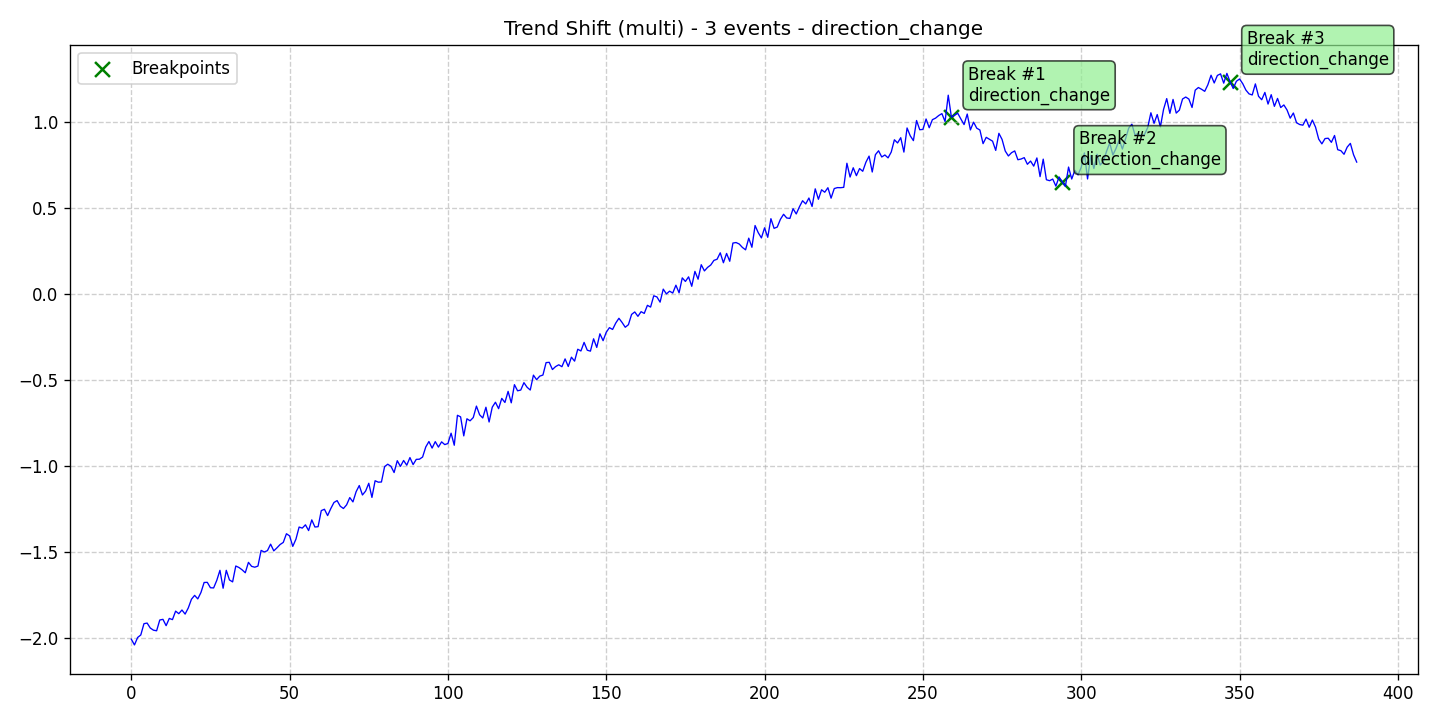 Trend Shift (multi) - 3 events - direction_change
Breakpoints
Break #1
direction_change
Break #2
direction_change
Break #3
direction_change
1.0
0.5
0.0
−0.5
−1.0
−1.5
−2.0
0
50
100
150
200
250
300
350
400